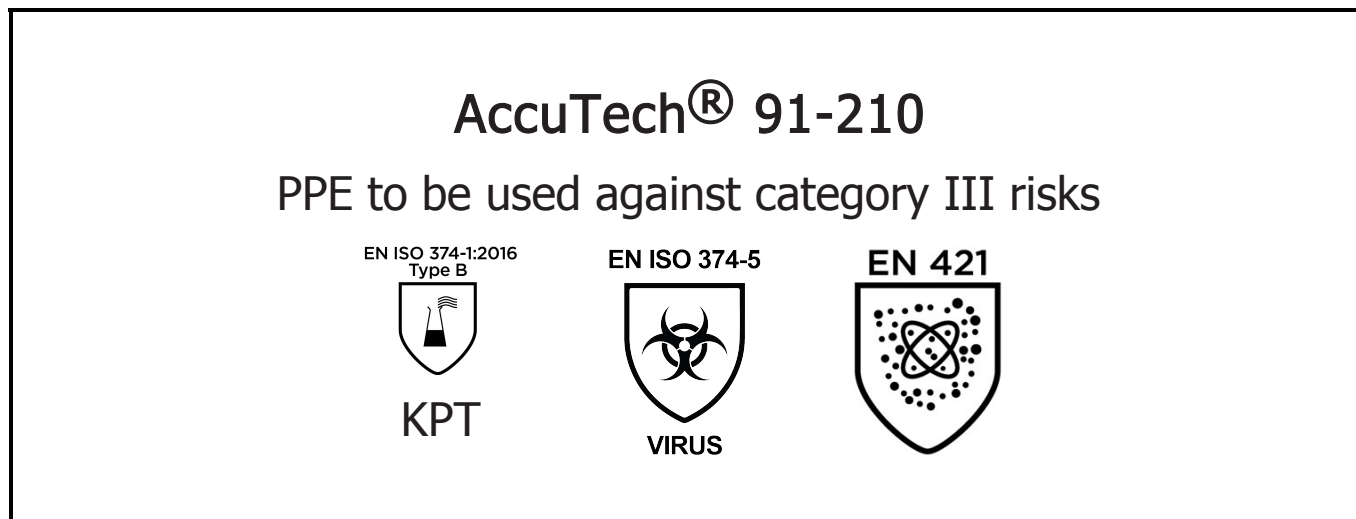 AccuTech® 91-210
PPE to be used against category III risks
EN ISO 374-1:2016
Type B
KPT
EN ISO 374-5
VIRUS
EN 421